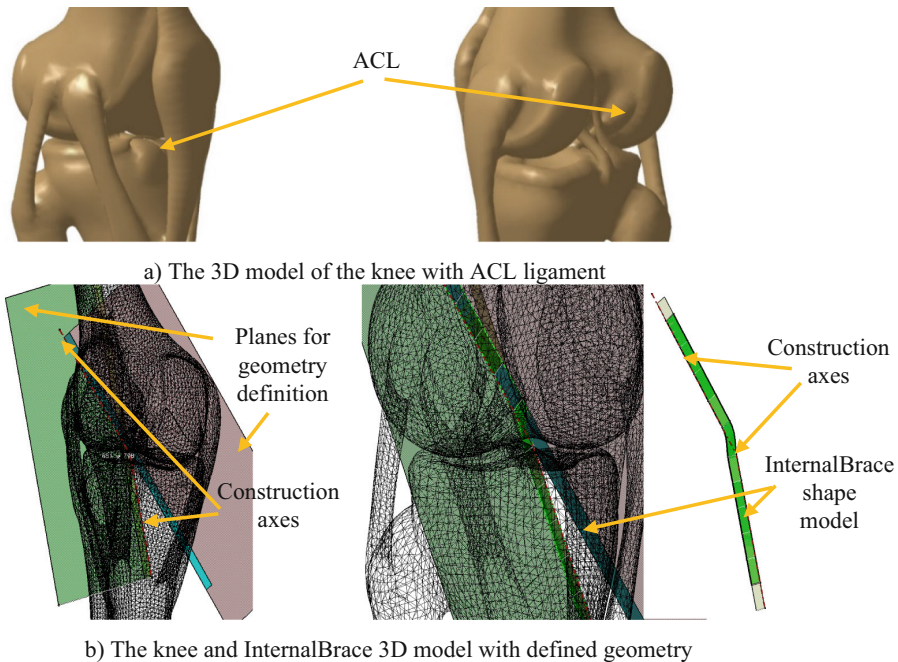 ACL
a) The 3D model of the knee with ACL ligament
Planes for
geometry
definition
Construction
axes
Construction
axes
InternalBrace
shape
model
b) The knee and InternalBrace 3D model with defined geometry